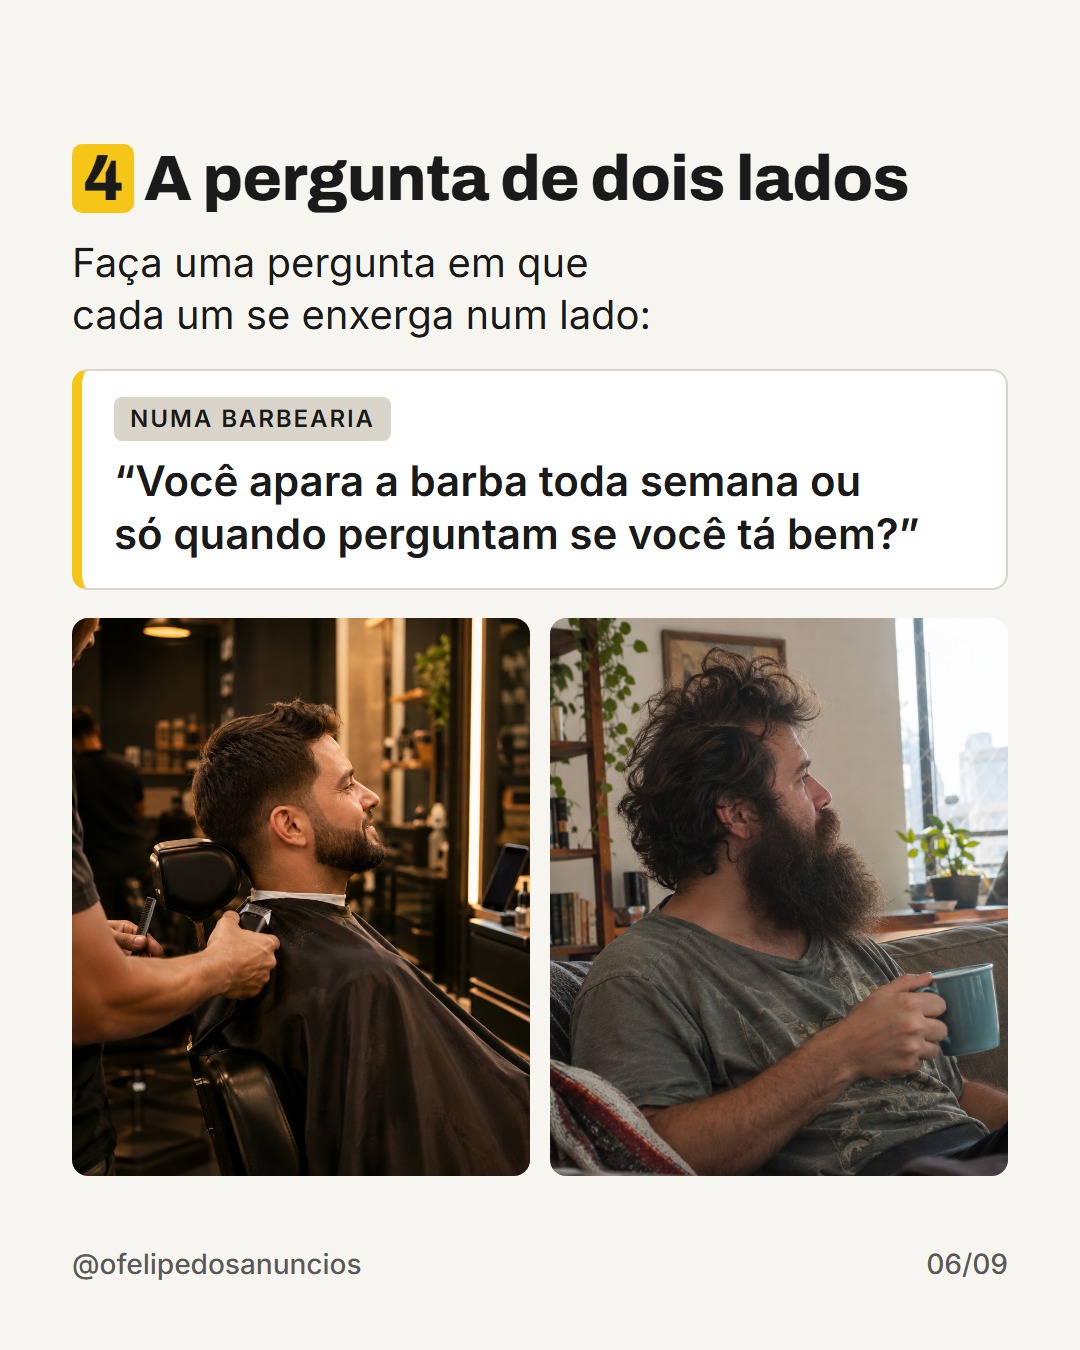 4 A pergunta de dois lados
Faça uma pergunta em que
cada um se enxerga num lado:
NUMA BARBEARIA
“Você apara a barba toda semana ou
só quando perguntam se você tá bem?”
@ofelipedosanuncios
06/09